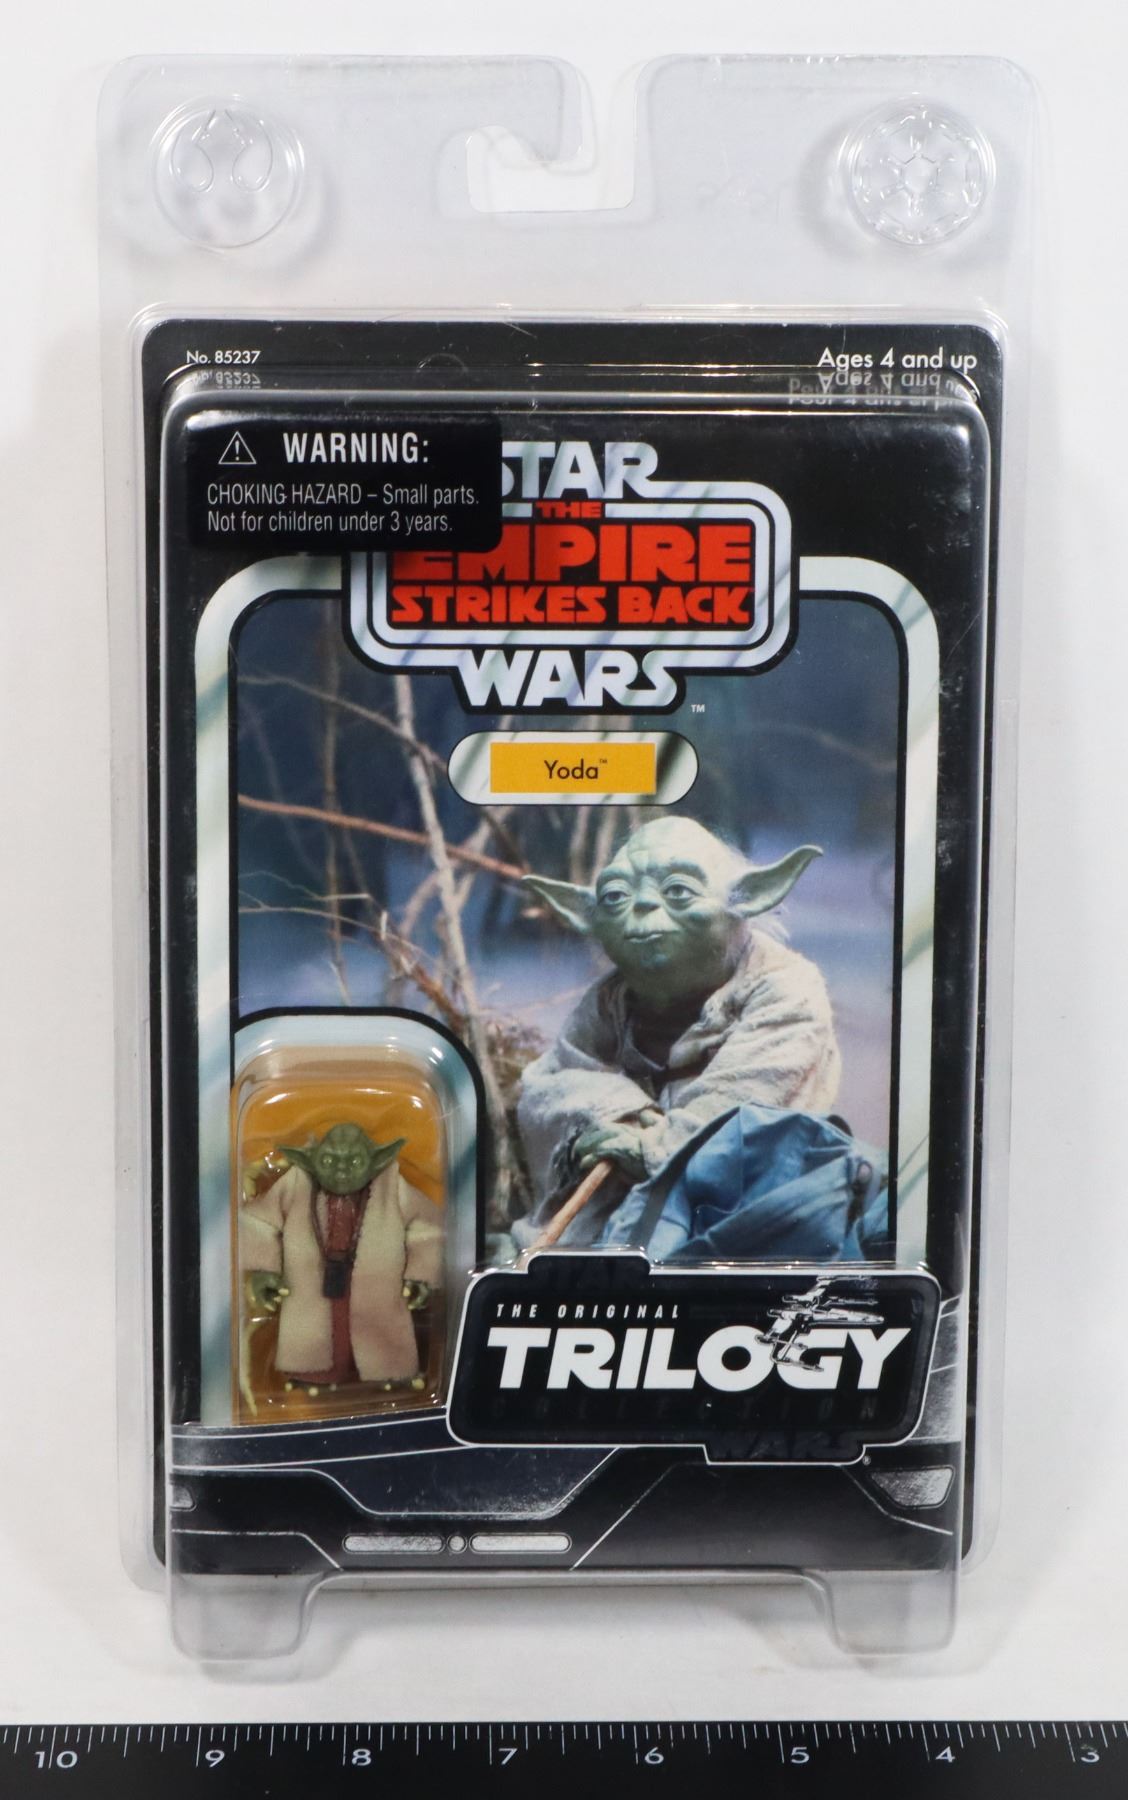 No. 85237
Ages 4 and up
WARNING:
CHOKING HAZARD – Small parts.
Not for children under 3 years.
STAR
THE
EMPIRE
STRIKES BACK
WARS
™
Yoda™
THE ORIGINAL
TRILOGY
COLLECTION
®
10 9 8 7 6 5 4 3